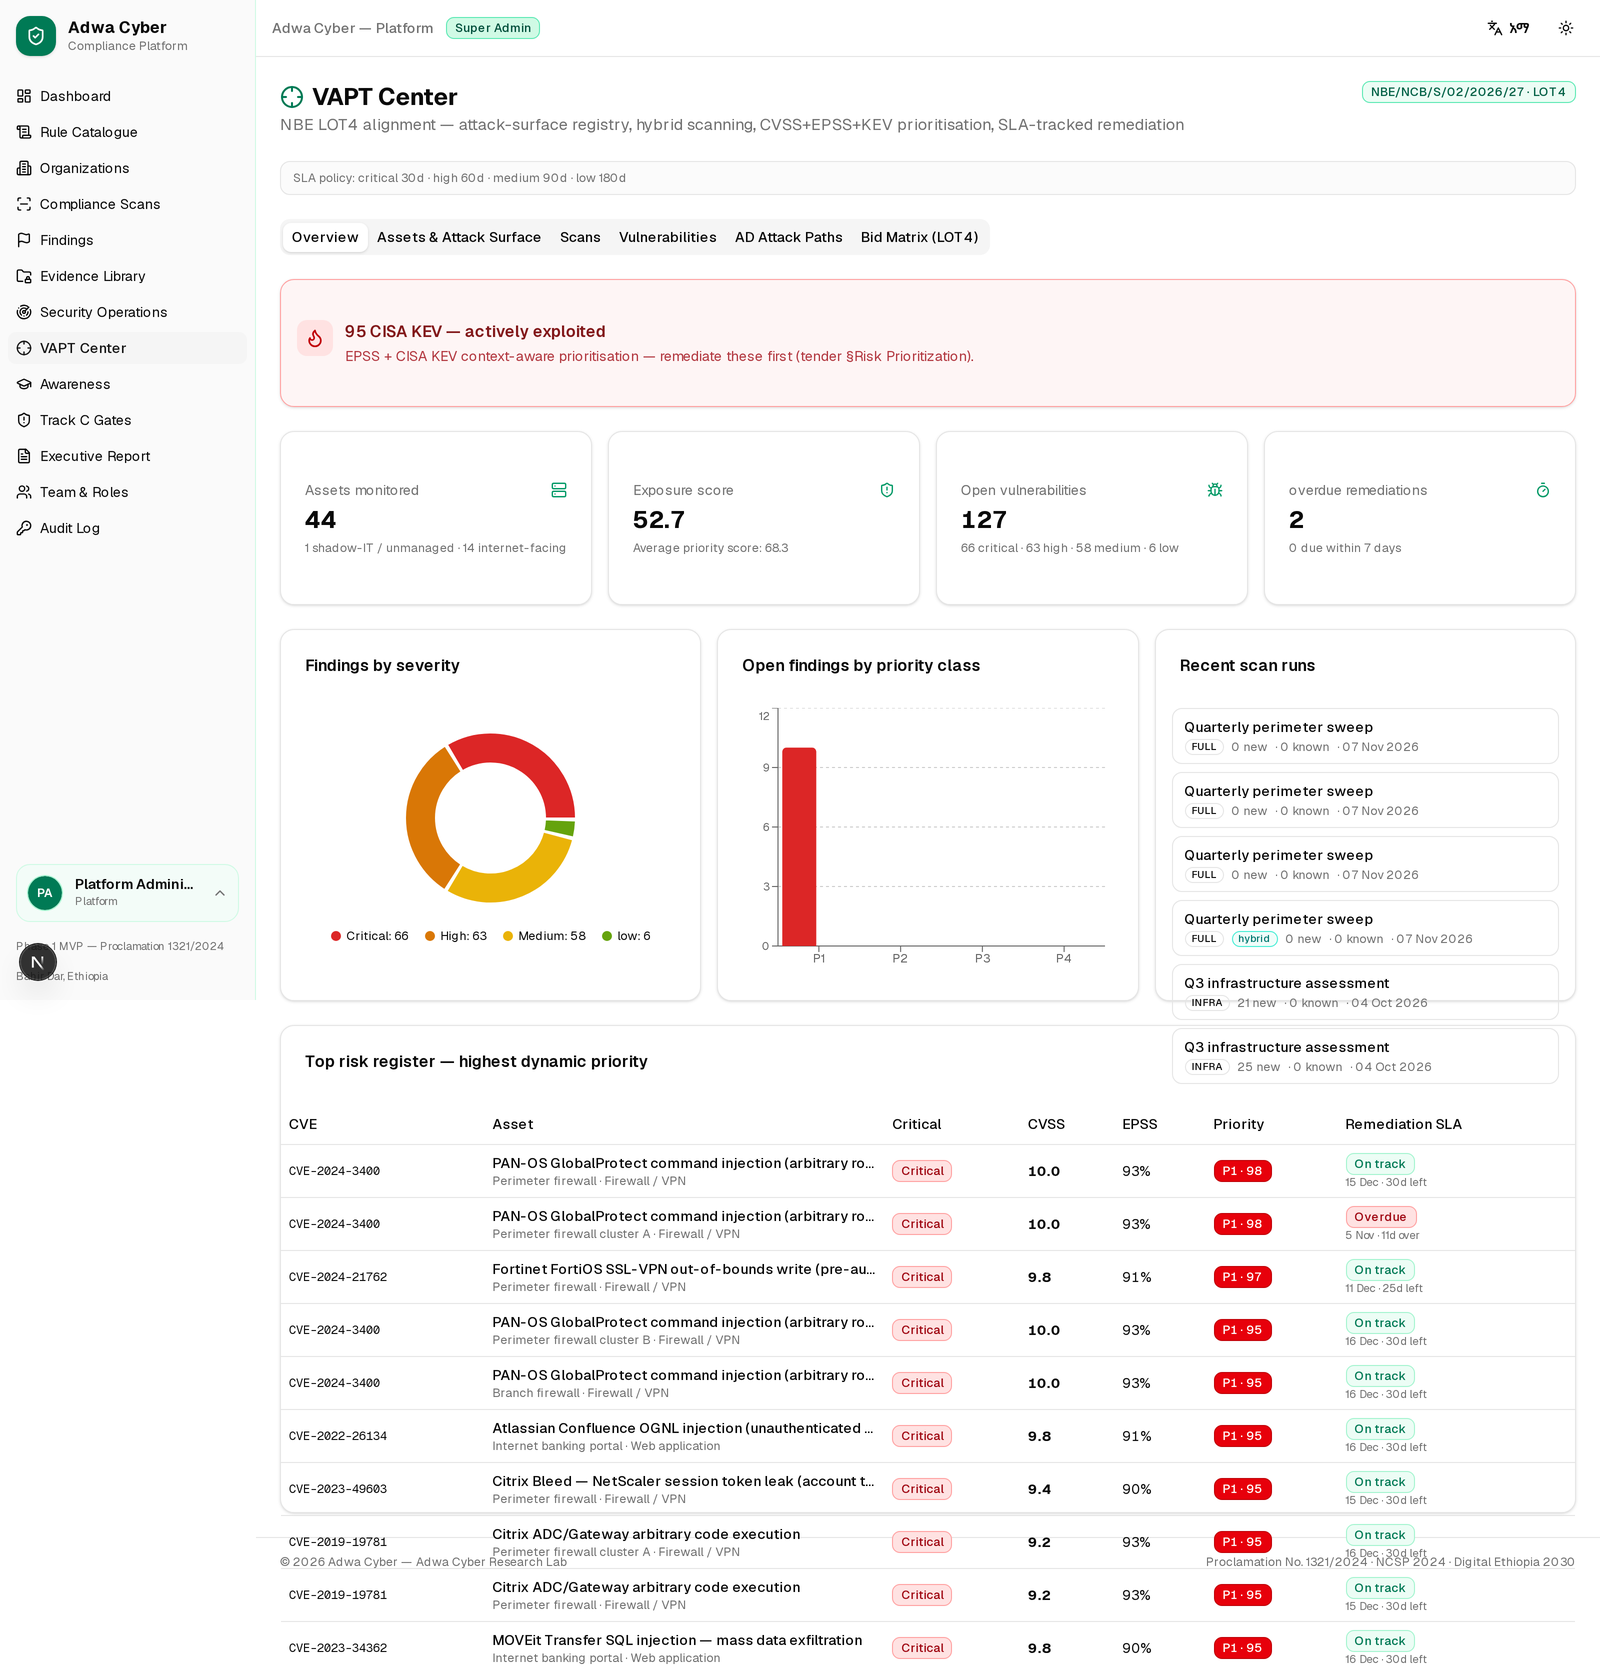 Adwa Cyber
Compliance Platform
Dashboard
Rule Catalogue
Organizations
Compliance Scans
Findings
Evidence Library
Security Operations
VAPT Center
Awareness
Track C Gates
Executive Report
Team & Roles
Audit Log
PA
Platform Admini...
Platform
1 MVP — Proclamation 1321/2024
N
Dar, Ethiopia
Adwa Cyber — Platform Super Admin
አማ
VAPT Center
NBE/NCB/S/02/2026/27 · LOT4
NBE LOT4 alignment — attack-surface registry, hybrid scanning, CVSS+EPSS+KEV prioritisation, SLA-tracked remediation
SLA policy: critical 30d · high 60d · medium 90d · low 180d
Overview Assets & Attack Surface Scans Vulnerabilities AD Attack Paths Bid Matrix (LOT4)
95 CISA KEV — actively exploited
EPSS + CISA KEV context-aware prioritisation — remediate these first (tender §Risk Prioritization).
Assets monitored
44
1 shadow-IT / unmanaged · 14 internet-facing
Exposure score
52.7
Average priority score: 68.3
Open vulnerabilities
127
66 critical · 63 high · 58 medium · 6 low
overdue remediations
2
0 due within 7 days
Findings by severity
Critical: 66 High: 63 Medium: 58 low: 6
Open findings by priority class
12
9
6
3
0
P1 P2 P3 P4
Recent scan runs
Quarterly perimeter sweep
FULL 0 new · 0 known · 07 Nov 2026
Quarterly perimeter sweep
FULL 0 new · 0 known · 07 Nov 2026
Quarterly perimeter sweep
FULL 0 new · 0 known · 07 Nov 2026
Quarterly perimeter sweep
FULL hybrid 0 new · 0 known · 07 Nov 2026
Q3 infrastructure assessment
INFRA 21 new · 0 known · 04 Oct 2026
Q3 infrastructure assessment
INFRA 25 new · 0 known · 04 Oct 2026
Top risk register — highest dynamic priority
CVE Asset Critical CVSS EPSS Priority Remediation SLA
CVE-2024-3400 PAN-OS GlobalProtect command injection (arbitrary ro... Critical 10.0 93% P1 · 98 On track
Perimeter firewall · Firewall / VPN 15 Dec · 30d left
CVE-2024-3400 PAN-OS GlobalProtect command injection (arbitrary ro... Critical 10.0 93% P1 · 98 Overdue
Perimeter firewall cluster A · Firewall / VPN 5 Nov · 11d over
CVE-2024-21762 Fortinet FortiOS SSL-VPN out-of-bounds write (pre-au... Critical 9.8 91% P1 · 97 On track
Perimeter firewall · Firewall / VPN 11 Dec · 25d left
CVE-2024-3400 PAN-OS GlobalProtect command injection (arbitrary ro... Critical 10.0 93% P1 · 95 On track
Perimeter firewall cluster B · Firewall / VPN 16 Dec · 30d left
CVE-2024-3400 PAN-OS GlobalProtect command injection (arbitrary ro... Critical 10.0 93% P1 · 95 On track
Branch firewall · Firewall / VPN 16 Dec · 30d left
CVE-2022-26134 Atlassian Confluence OGNL injection (unauthenticated ... Critical 9.8 91% P1 · 95 On track
Internet banking portal · Web application 16 Dec · 30d left
CVE-2023-49603 Citrix Bleed — NetScaler session token leak (account t... Critical 9.4 90% P1 · 95 On track
Perimeter firewall · Firewall / VPN 15 Dec · 30d left
CVE-2019-19781 Citrix ADC/Gateway arbitrary code execution Critical 9.2 93% P1 · 95 On track
Perimeter firewall cluster A · Firewall / VPN 16 Dec · 30d left
© 2026 Adwa Cyber — Adwa Cyber Research Lab Proclamation No. 1321/2024 · NCSP 2024 · Digital Ethiopia 2030
CVE-2019-19781 Citrix ADC/Gateway arbitrary code execution Critical 9.2 93% P1 · 95 On track
Perimeter firewall · Firewall / VPN 15 Dec · 30d left
CVE-2023-34362 MOVEit Transfer SQL injection — mass data exfiltration Critical 9.8 90% P1 · 95 On track
Internet banking portal · Web application 16 Dec · 30d left